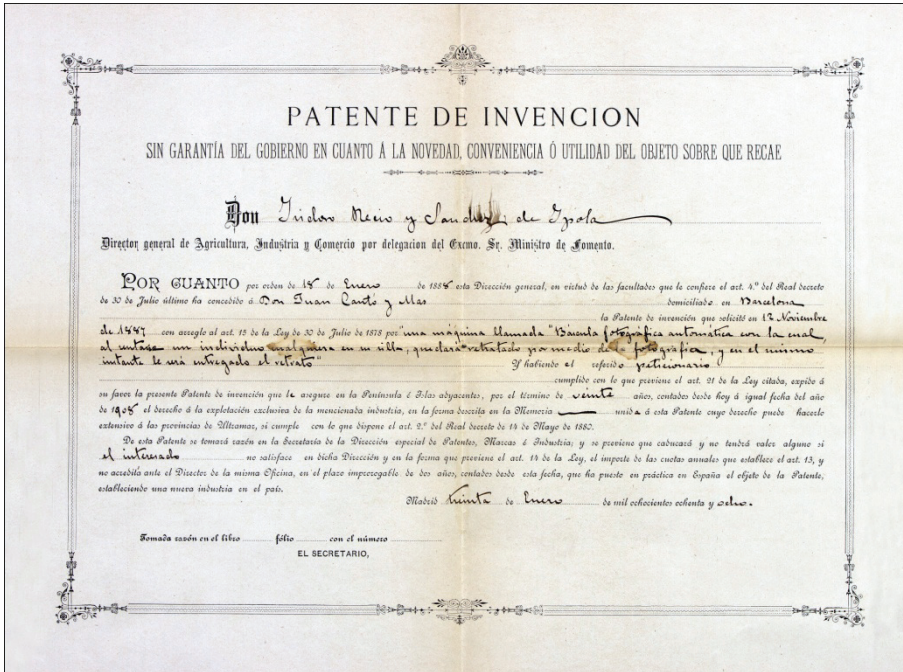 PATENTE DE INVENCION
SIN GARANTÍA DEL GOBIERNO EN CUANTO Á LA NOVEDAD, CONVENIENCIA Ó UTILIDAD DEL OBJETO SOBRE QUE RECAE
Don Isidoro Recio y Sanchez de Ipola
Director general de Agricultura, Industria y Comercio por delegacion del Excmo. Sr. Ministro de Fomento.
POR CUANTO por orden de 18 de Enero de 1888 esta Dirección general, en virtud de las facultades que le confiere el art. 4.º del Real decreto
de 30 de Julio último ha concedido á Don Juan Cantó y Mas domiciliado en Barcelona
la Patente de invención que solicitó en 12 Noviembre
de 1887 con arreglo al art. 15 de la Ley de 30 de Julio de 1878 por "una máquina llamada "Báscula fotográfica automática con la cual,
al sentarse un individuo cualquiera en su silla, quedará retratado por medio de la fotográfica, y en el mismo
instante le será entregado el retrato" Y habiendo el referido peticionario
cumplido con lo que previene el art. 21 de la Ley citada, expido á
su favor la presente Patente de invención que le asegure en la Península é Islas adyacentes, por el término de veinte años, contados desde hoy á igual fecha del año
de 1908 el derecho á la explotación exclusiva de la mencionada industria, en la forma descrita en la Memoria unida á esta Patente cuyo derecho puede hacerlo
extensivo á las provincias de Ultramar, si cumple con lo que dispone el art. 2.º del Real decreto de 14 de Mayo de 1880.
De esta Patente se tomará razón en la Secretaría de la Dirección especial de Patentes, Marcas é Industria; y se previene que caducará y no tendrá valor alguno si
el interesado no satisface en dicha Dirección y en la forma que previene el art. 14 de la Ley, el importe de las cuotas anuales que establece el art. 13, y
no acredita ante el Director de la misma Oficina, en el plazo improrrogable de dos años, contados desde esta fecha, que ha puesto en práctica en España el objeto de la Patente,
estableciendo una nueva industria en el país.
Madrid treinta de Enero de mil ochocientos ochenta y ocho.
Tomada razón en el libro fólio con el número
EL SECRETARIO,